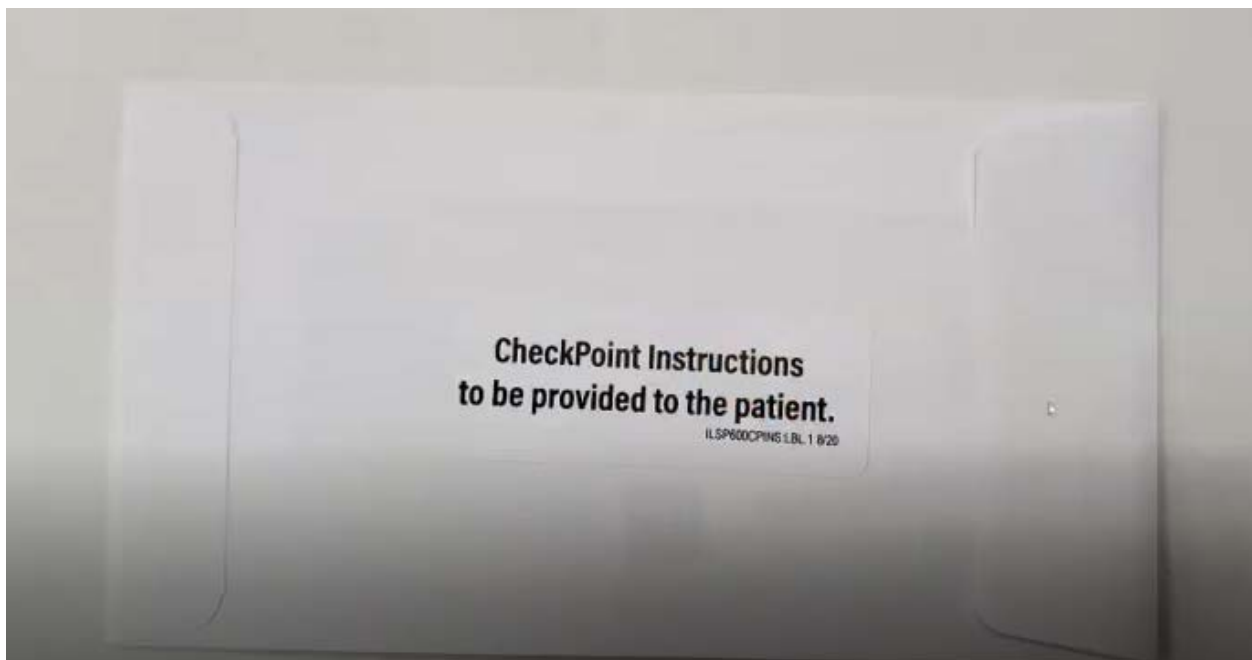 CheckPoint Instructions
to be provided to the patient.
ILSP600CPINS:LBL.1 8/20